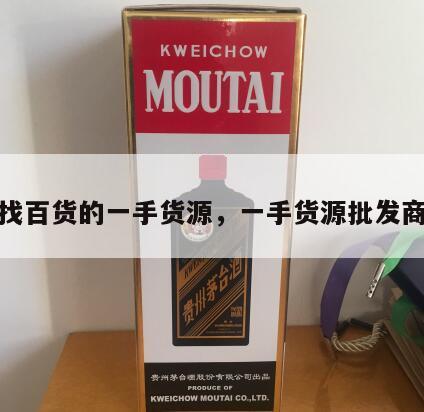 KWEICHOW
MOUTAI
找百货的一手货源，一手货源批发商
KWEI
贵州茅台酒
贵州茅台酒股份有限公司出品
PRODUCE OF
KWEICHOW MOUTAI CO.,LTD.